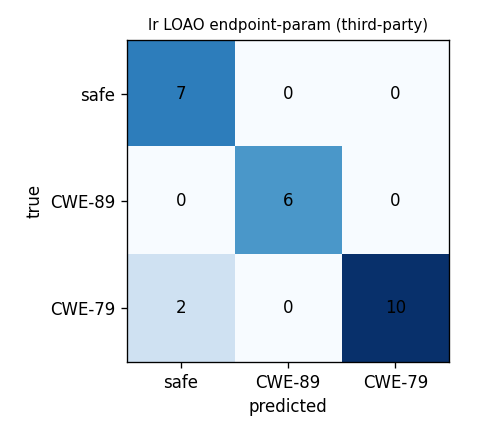 lr LOAO endpoint-param (third-party)
safe 7 0 0
CWE-89 0 6 0
CWE-79 2 0 10
safe CWE-89 CWE-79
predicted
true